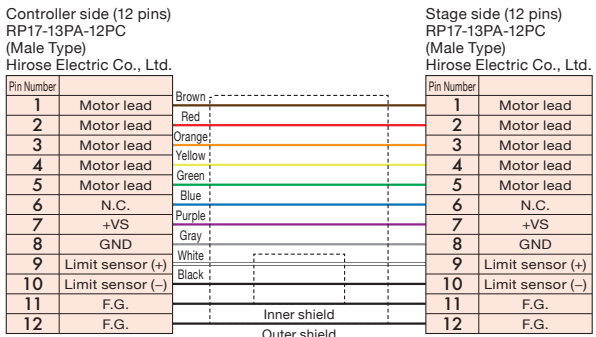 Controller side (12 pins)
RP17-13PA-12PC
(Male Type)
Hirose Electric Co., Ltd.
Stage side (12 pins)
RP17-13PA-12PC
(Male Type)
Hirose Electric Co., Ltd.
Pin Number
Pin Number
1 Motor lead Brown 1 Motor lead
2 Motor lead Red 2 Motor lead
3 Motor lead Orange 3 Motor lead
4 Motor lead Yellow 4 Motor lead
5 Motor lead Green 5 Motor lead
6 N.C. Blue 6 N.C.
7 +VS Purple 7 +VS
8 GND Gray 8 GND
9 Limit sensor (+) White 9 Limit sensor (+)
10 Limit sensor (−) Black 10 Limit sensor (−)
11 F.G. 11 F.G.
Inner shield
12 F.G. 12 F.G.
Outer shield